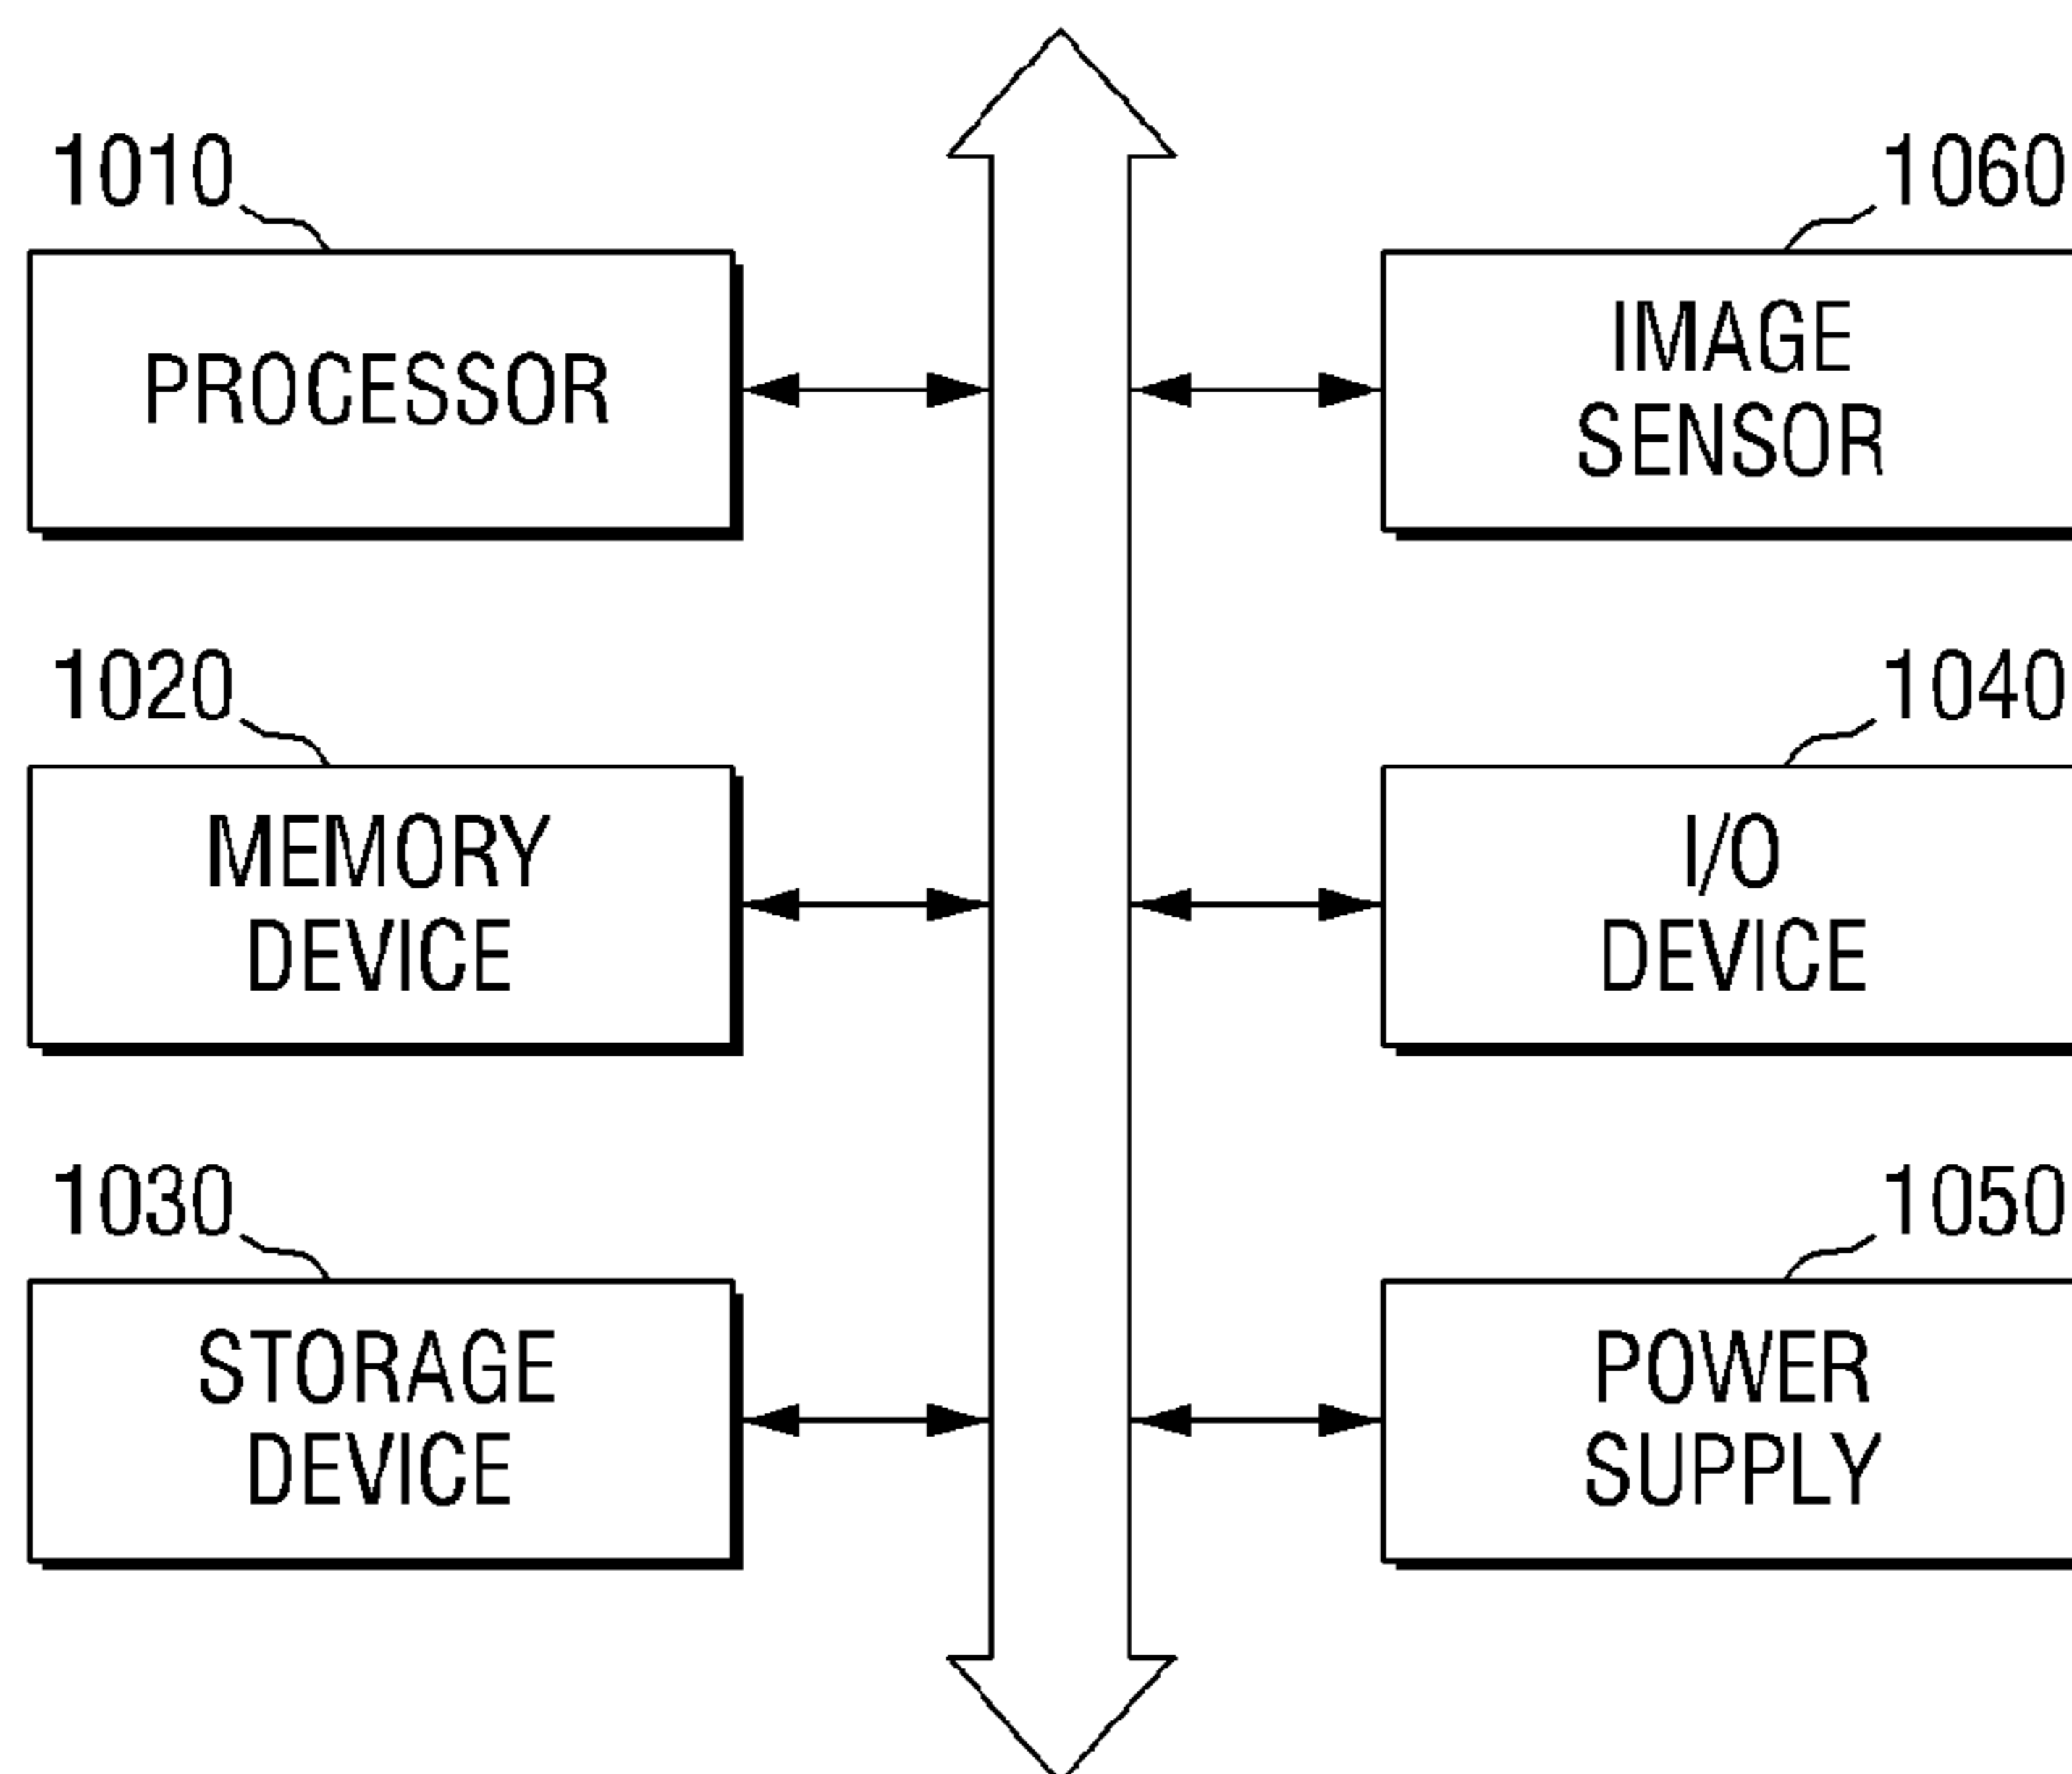 1010
PROCESSOR
1060
IMAGE
SENSOR
1020
MEMORY
DEVICE
1040
I/O
DEVICE
1030
STORAGE
DEVICE
1050
POWER
SUPPLY